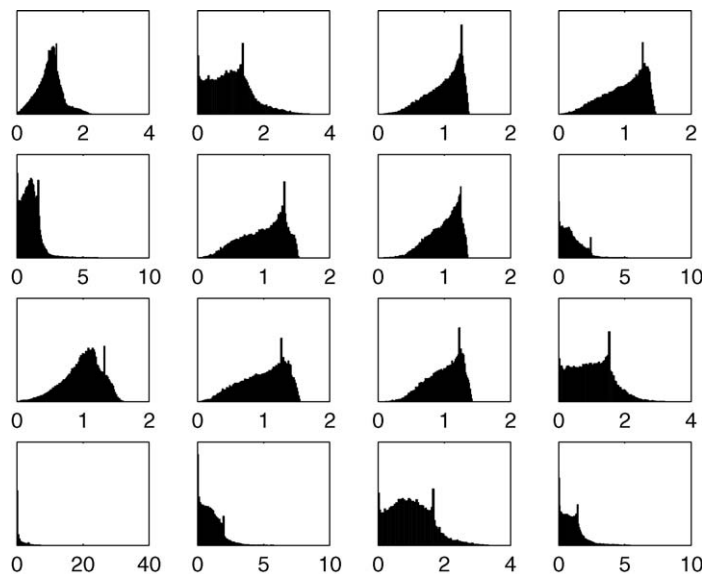 0 2 4 0 2 4 0 1 2 0 1 2
0 5 10 0 1 2 0 1 2 0 5 10
0 1 2 0 1 2 0 1 2 0 2 4
0 20 40 0 5 10 0 2 4 0 5 10